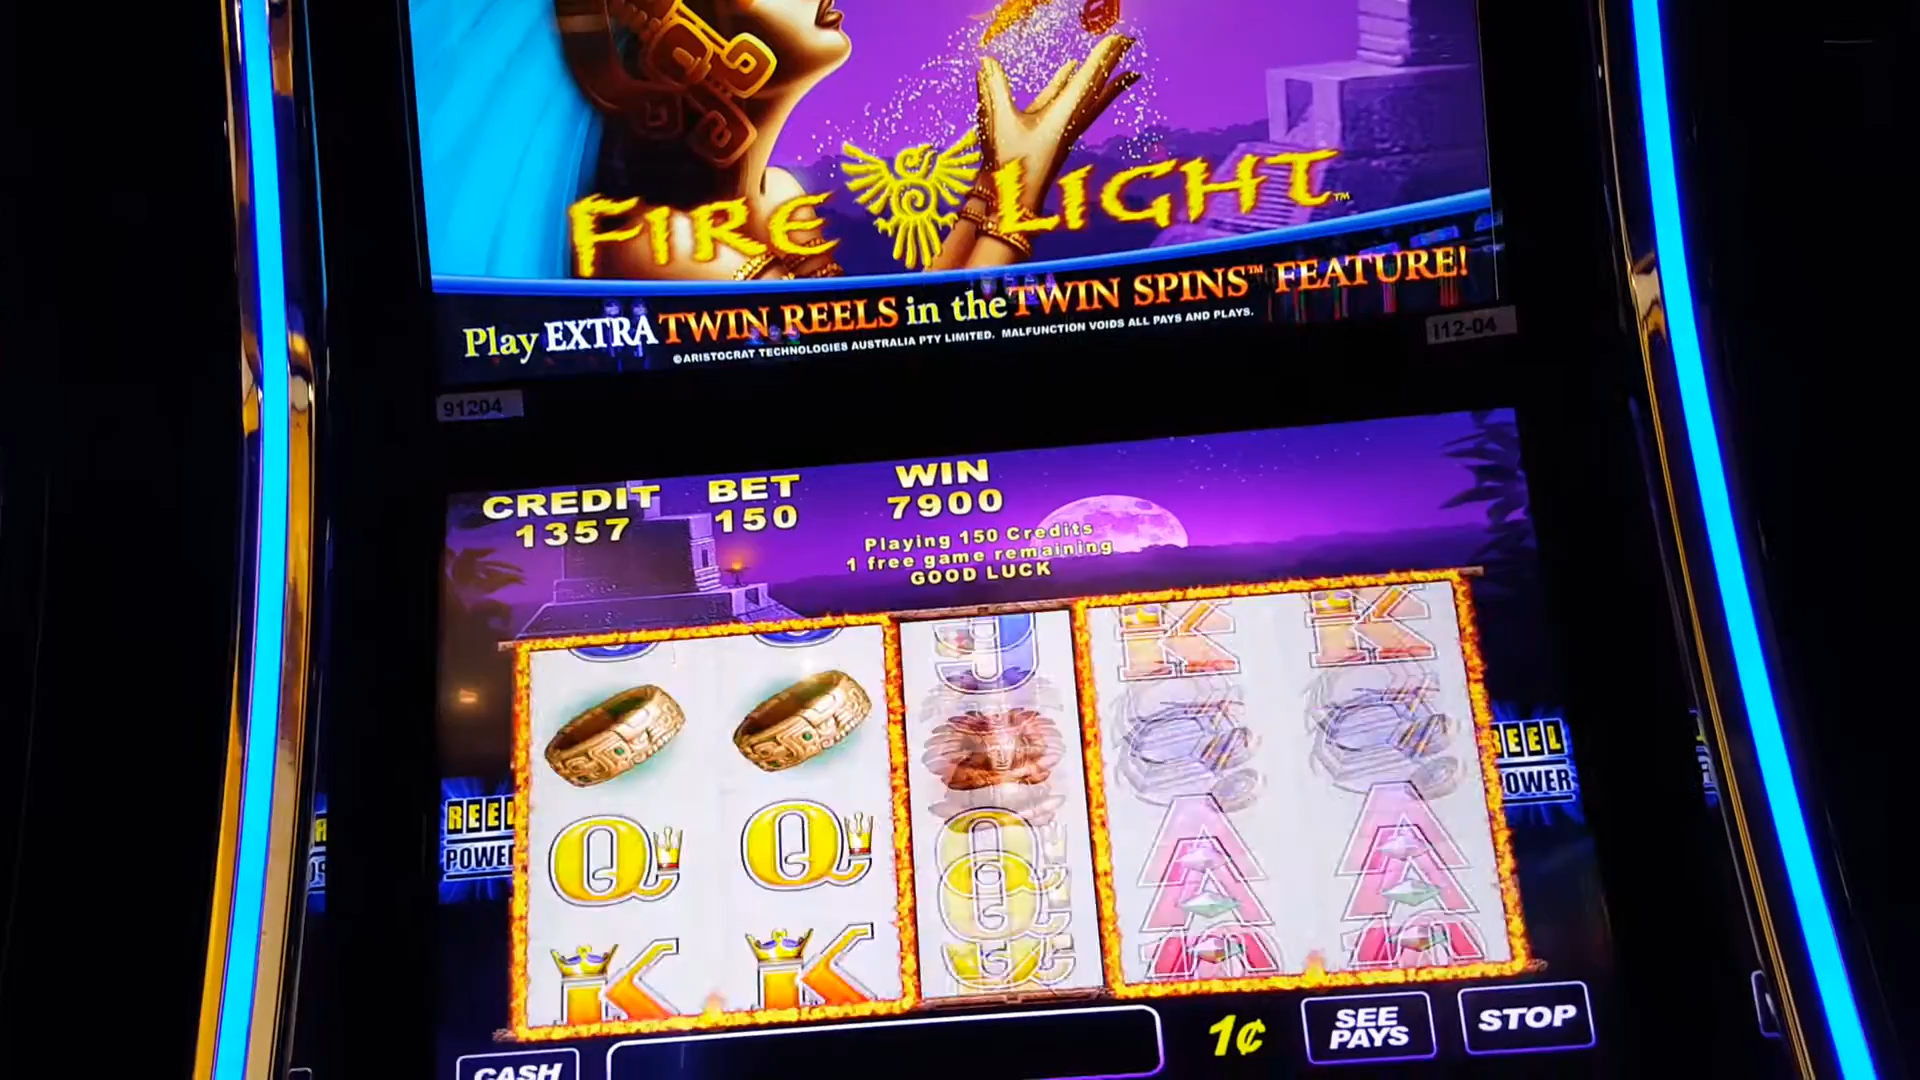 FIRE LIGHT™
Play EXTRA TWIN REELS in the TWIN SPINS™ FEATURE!
©ARISTOCRAT TECHNOLOGIES AUSTRALIA PTY LIMITED. MALFUNCTION VOIDS ALL PAYS AND PLAYS.
91204
I12-04
CREDIT
1357
BET
150
WIN
7900
Playing 150 Credits
1 free game remaining
GOOD LUCK
J
K
K
Q
Q
Q
A
A
K
K
REEL
POWER
REEL
POWER
1¢
SEE
PAYS
STOP
CASH